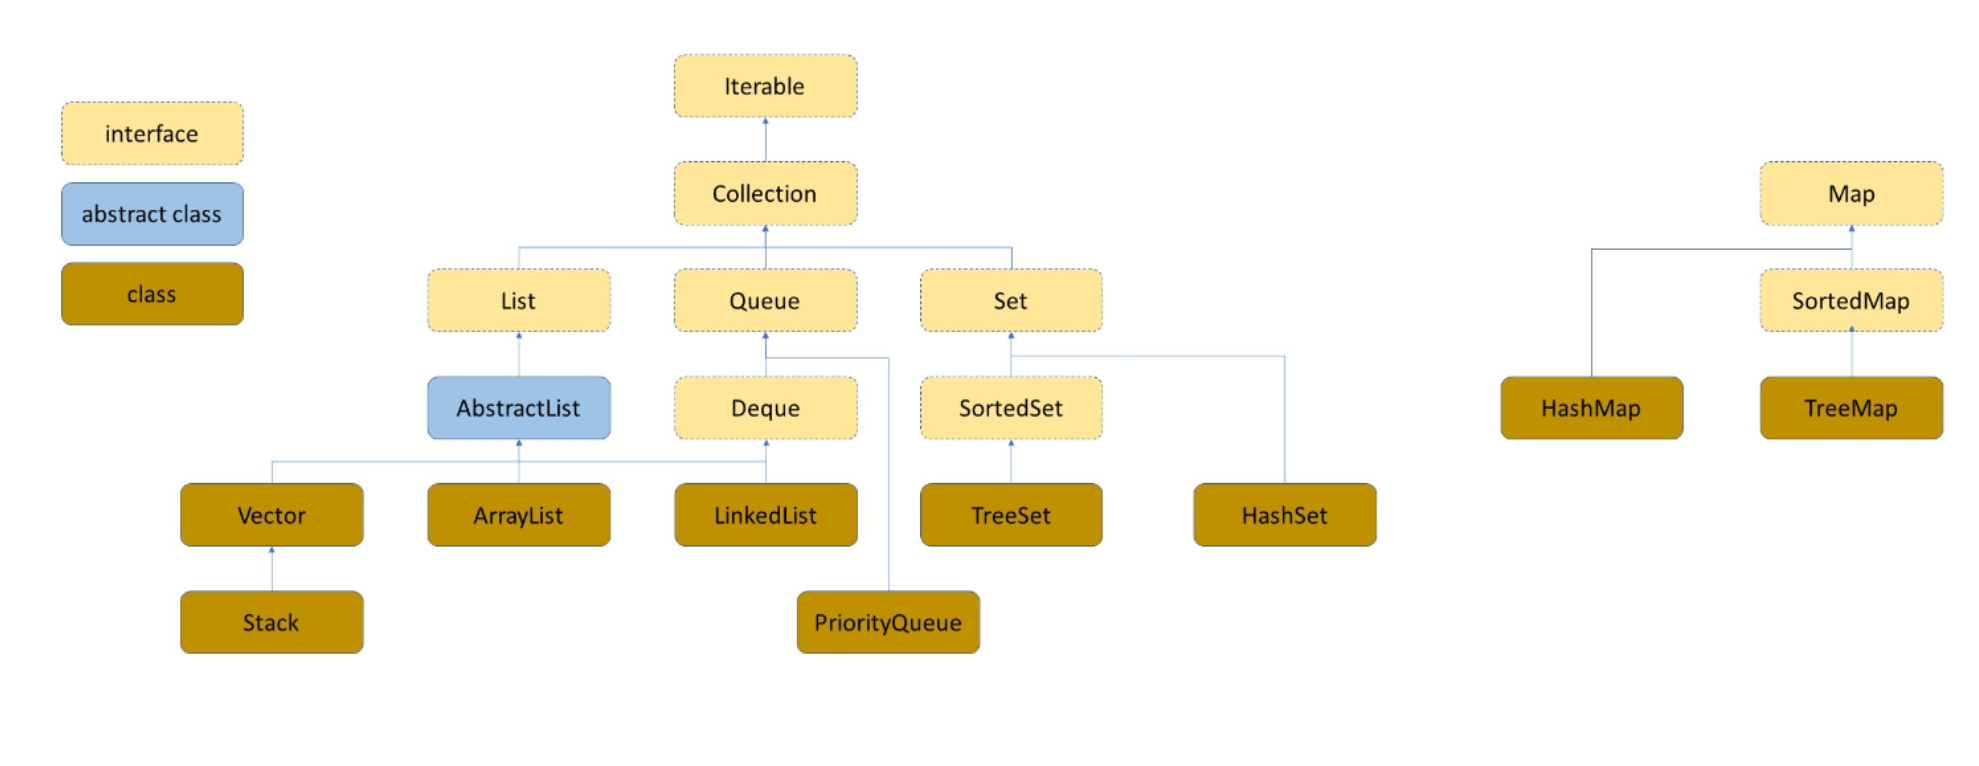 interface
abstract class
class
Iterable
Collection
List
Queue
Set
AbstractList
Deque
SortedSet
Vector
ArrayList
LinkedList
TreeSet
HashSet
Stack
PriorityQueue
Map
SortedMap
HashMap
TreeMap